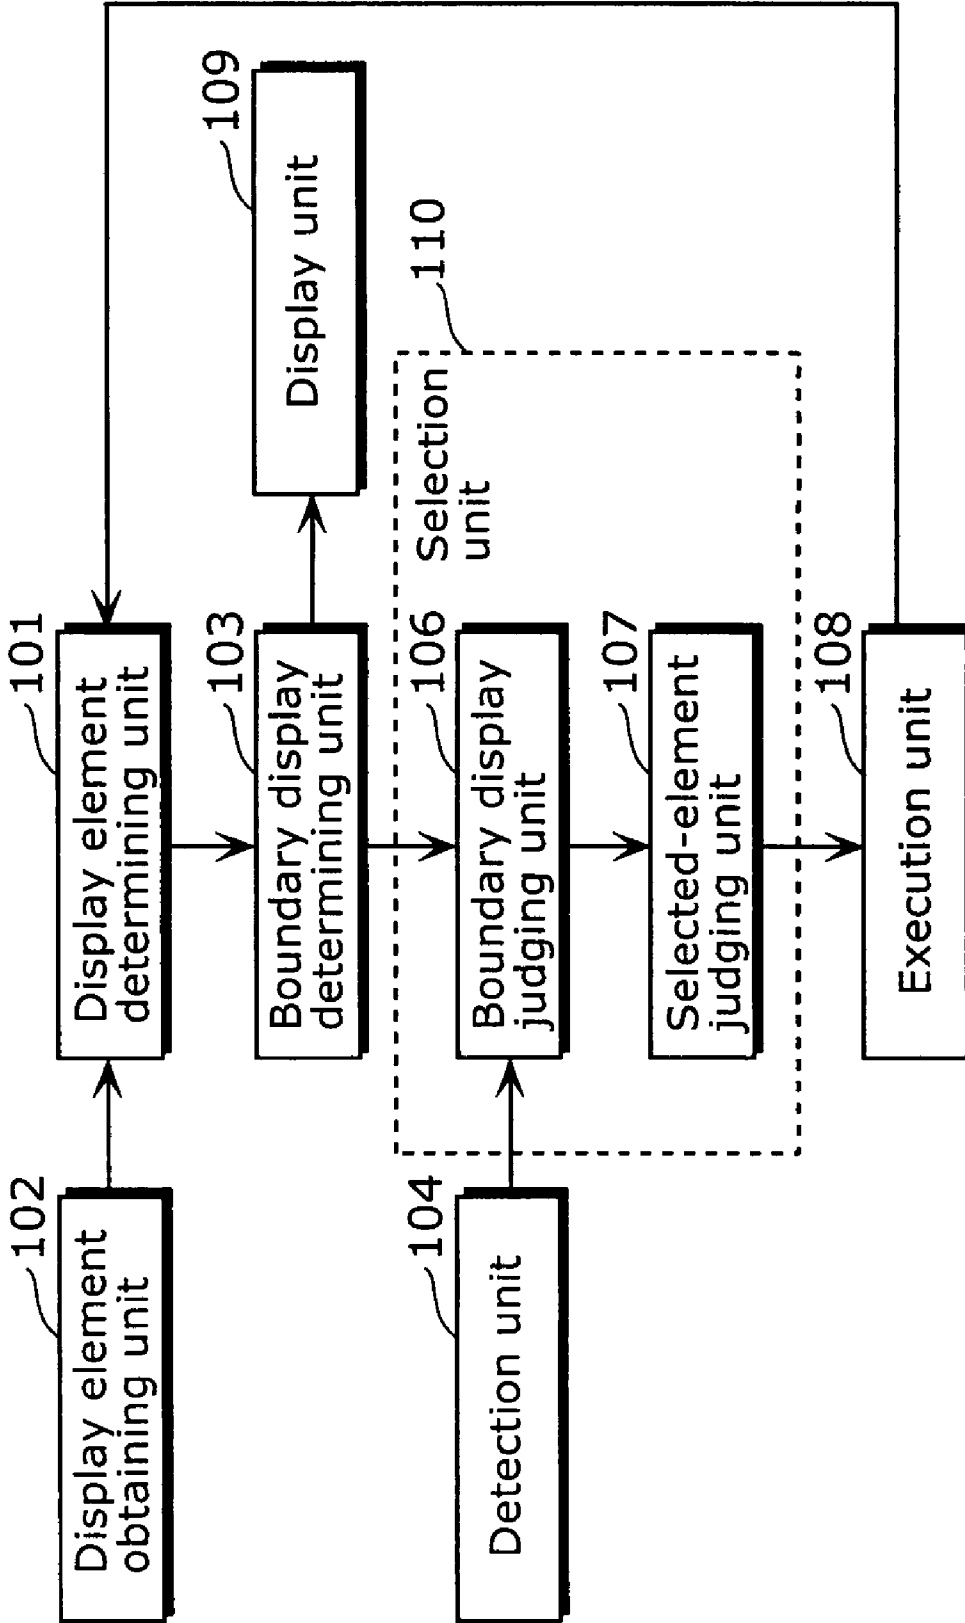 102
Display element
obtaining unit
101
Display element
determining unit
103
Boundary display
determining unit
109
Display unit
104
Detection unit
110
Selection
unit
106
Boundary display
judging unit
107
Selected-element
judging unit
108
Execution unit